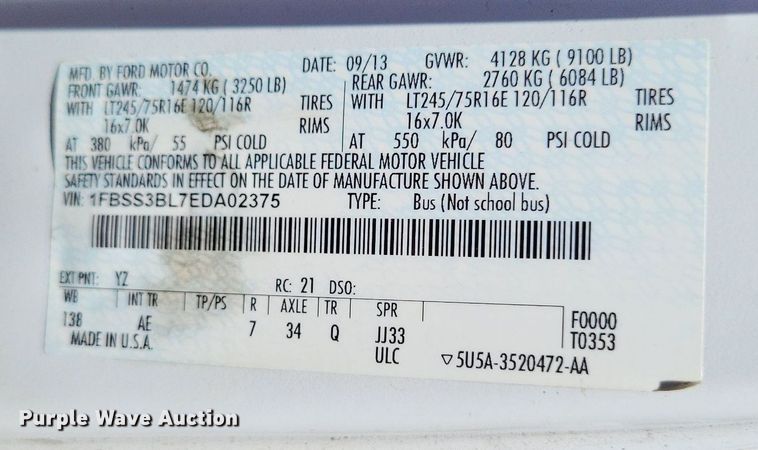 MFD. BY FORD MOTOR CO. DATE: 09/13 GVWR: 4128 KG ( 9100 LB)
FRONT GAWR: 1474 KG ( 3250 LB) REAR GAWR: 2760 KG ( 6084 LB)
WITH LT245/75R16E 120/116R TIRES WITH LT245/75R16E 120/116R TIRES
16x7.0K RIMS 16x7.0K RIMS
AT 380 kPa/ 55 PSI COLD AT 550 kPa/ 80 PSI COLD
THIS VEHICLE CONFORMS TO ALL APPLICABLE FEDERAL MOTOR VEHICLE
SAFETY STANDARDS IN EFFECT ON THE DATE OF MANUFACTURE SHOWN ABOVE.
VIN: 1FBSS3BL7EDA02375 TYPE: Bus (Not school bus)
EXT PNT: YZ RC: 21 DSO:
WB INT TR TP/PS R AXLE TR SPR
138 AE 7 34 Q JJ33 F0000
ULC T0353
MADE IN U.S.A. ▽5U5A-3520472-AA
Purple Wave Auction